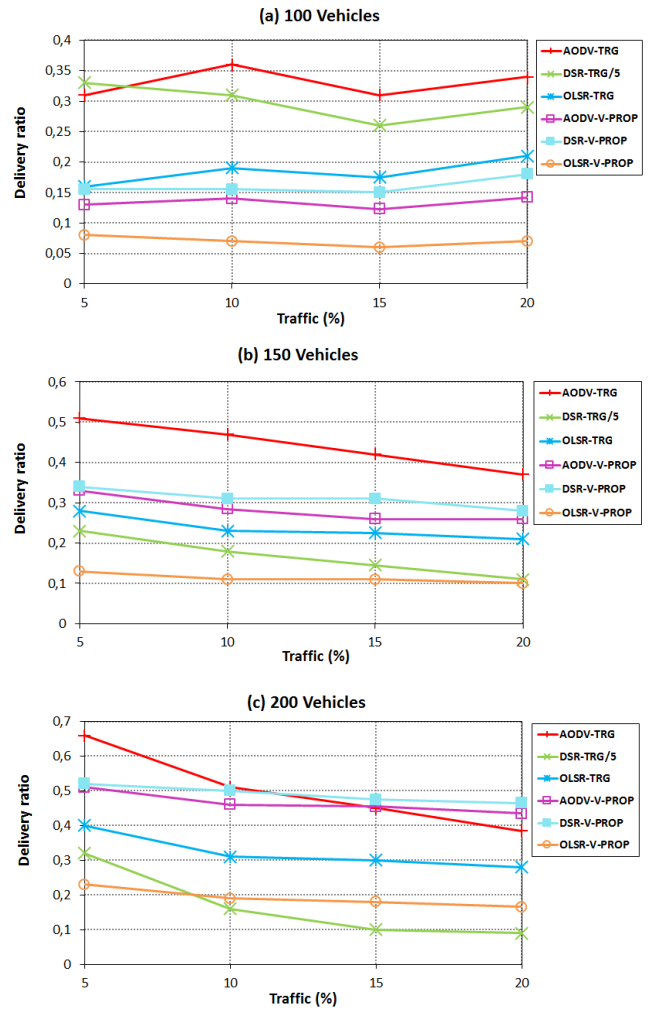 (a) 100 Vehicles
Delivery ratio
0,4
0,35
0,3
0,25
0,2
0,15
0,1
0,05
0
5
10
15
20
Traffic (%)
AODV-TRG
DSR-TRG/5
OLSR-TRG
AODV-V-PROP
DSR-V-PROP
OLSR-V-PROP
(b) 150 Vehicles
Delivery ratio
0,6
0,5
0,4
0,3
0,2
0,1
0
5
10
15
20
Traffic (%)
AODV-TRG
DSR-TRG/5
OLSR-TRG
AODV-V-PROP
DSR-V-PROP
OLSR-V-PROP
(c) 200 Vehicles
Delivery ratio
0,7
0,6
0,5
0,4
0,3
0,2
0,1
0
5
10
15
20
Traffic (%)
AODV-TRG
DSR-TRG/5
OLSR-TRG
AODV-V-PROP
DSR-V-PROP
OLSR-V-PROP